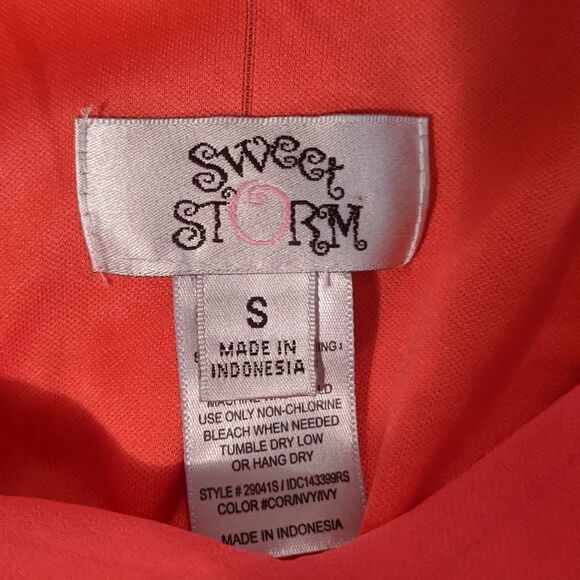 Sweet
STORM
S
MADE IN
INDONESIA
USE ONLY NON-CHLORINE
BLEACH WHEN NEEDED
TUMBLE DRY LOW
OR HANG DRY
STYLE # 29041S / IDC143399RS
COLOR #COR/NVY/IVY
MADE IN INDONESIA